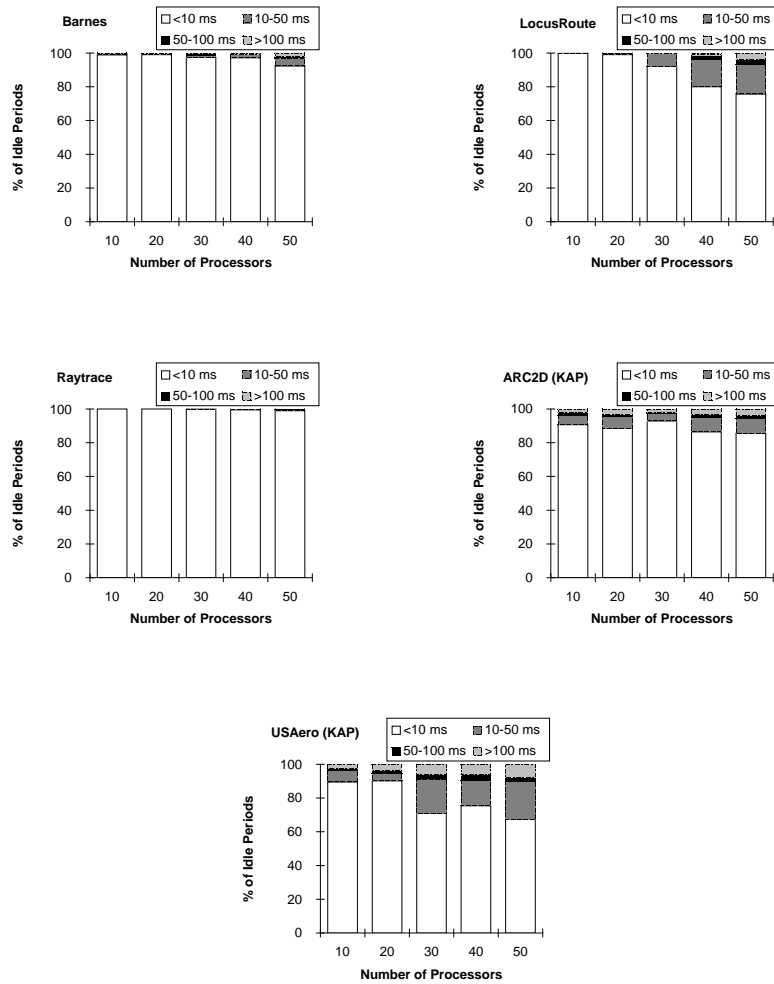 Barnes
<10 ms 10-50 ms
50-100 ms >100 ms
% of Idle Periods
100
80
60
40
20
0
10 20 30 40 50
Number of Processors
LocusRoute
<10 ms 10-50 ms
50-100 ms >100 ms
% of Idle Periods
100
80
60
40
20
0
10 20 30 40 50
Number of Processors
Raytrace
<10 ms 10-50 ms
50-100 ms >100 ms
% of Idle Periods
100
80
60
40
20
0
10 20 30 40 50
Number of Processors
ARC2D (KAP)
<10 ms 10-50 ms
50-100 ms >100 ms
% of Idle Periods
100
80
60
40
20
0
10 20 30 40 50
Number of Processors
USAero (KAP)
<10 ms 10-50 ms
50-100 ms >100 ms
% of Idle Periods
100
80
60
40
20
0
10 20 30 40 50
Number of Processors